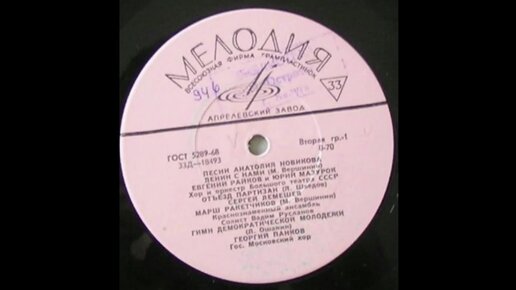 МЕЛОДИЯ
ВСЕСОЮЗНАЯ ФИРМА ГРАМПЛАСТИНОК
33
946
АПРЕЛЕВСКИЙ ЗАВОД
ГОСТ 5289-68
33Д—18493
Вторая гр.-1
ПЕСНИ АНАТОЛИЯ НОВИКОВА
ЛЕНИН С НАМИ (М. Вершинин)
ЕВГЕНИЙ РАЙКОВ и ЮРИЙ МАЗУРОК
Хор и оркестр Большого театра СССР
ОТЪЕЗД ПАРТИЗАН (Я. Шведов)
СЕРГЕЙ ЛЕМЕШЕВ
МАРШ РАКЕТЧИКОВ (М. Вершинин)
Краснознаменный ансамбль
Солист Вадим Русланов
ГИМН ДЕМОКРАТИЧЕСКОЙ МОЛОДЕЖИ
(Л. Ошанин)
ГЕОРГИЙ ПАНКОВ
Гос. Московский хор